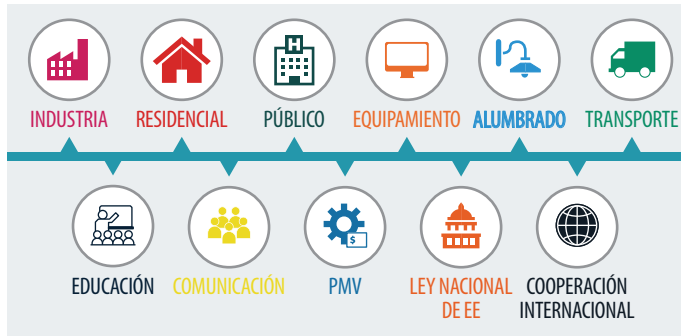 INDUSTRIA
RESIDENCIAL
PÚBLICO
EQUIPAMIENTO
ALUMBRADO
TRANSPORTE
EDUCACIÓN
COMUNICACIÓN
PMV
LEY NACIONAL
DE EE
COOPERACIÓN
INTERNACIONAL